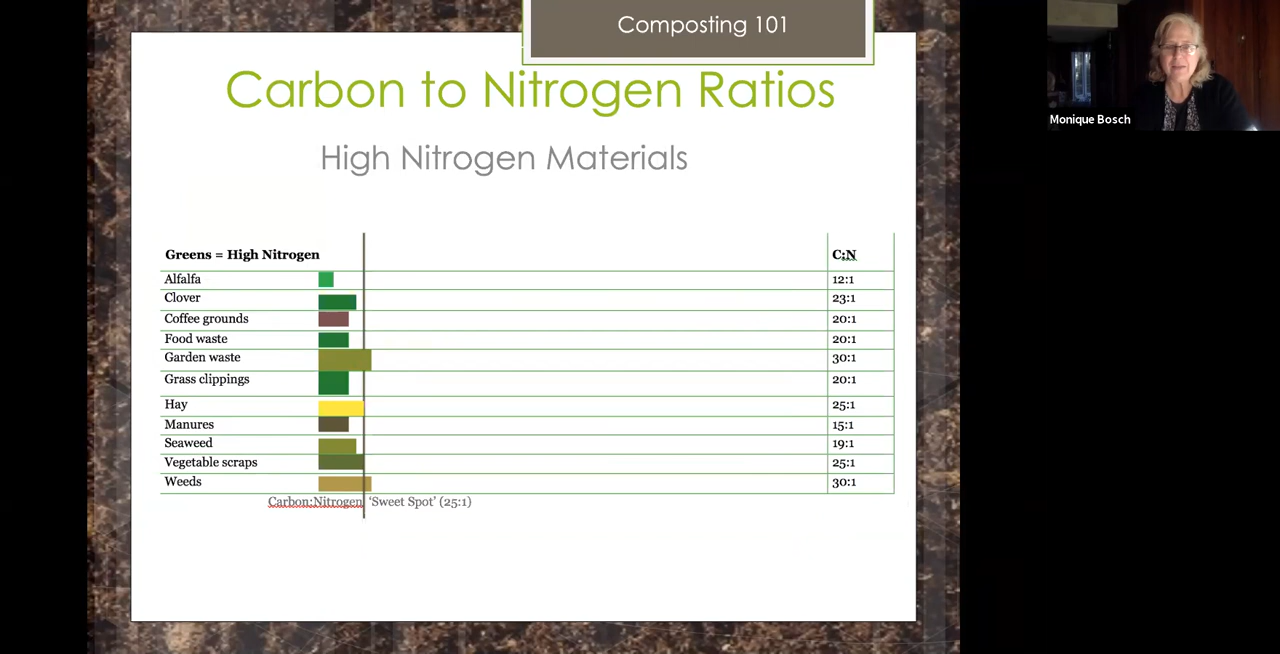 Composting 101
Carbon to Nitrogen Ratios
High Nitrogen Materials
Greens = High Nitrogen C:N
Alfalfa 12:1
Clover 23:1
Coffee grounds 20:1
Food waste 20:1
Garden waste 30:1
Grass clippings 20:1
Hay 25:1
Manures 15:1
Seaweed 19:1
Vegetable scraps 25:1
Weeds 30:1
Carbon:Nitrogen 'Sweet Spot' (25:1)
Monique Bosch